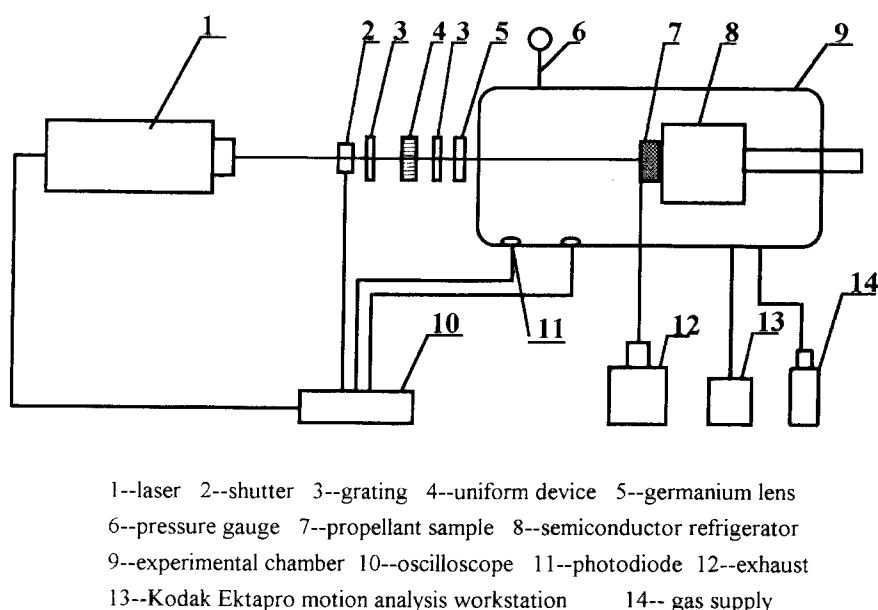 1
2 3 4 3 5
6
7
8
9
10
11
12
13
14
1--laser 2--shutter 3--grating 4--uniform device 5--germanium lens
6--pressure gauge 7--propellant sample 8--semiconductor refrigerator
9--experimental chamber 10--oscilloscope 11--photodiode 12--exhaust
13--Kodak Ektapro motion analysis workstation 14-- gas supply